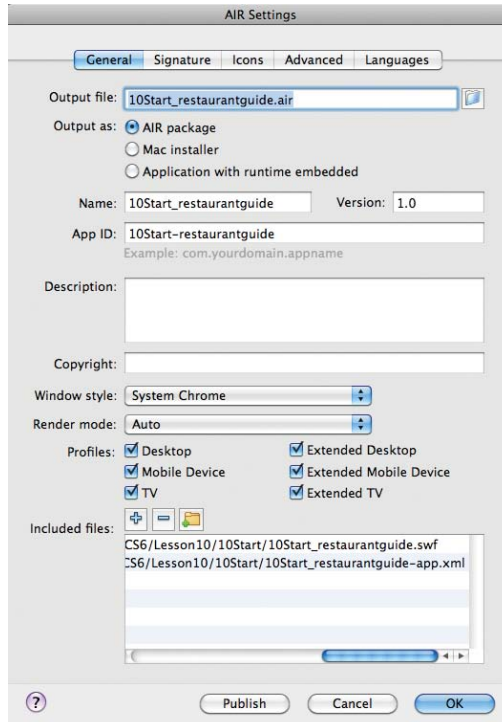 AIR Settings
General Signature Icons Advanced Languages
Output file: 10Start_restaurantguide.air
Output as: AIR package
Mac installer
Application with runtime embedded
Name: 10Start_restaurantguide Version: 1.0
App ID: 10Start-restaurantguide
Example: com.yourdomain.appname
Description:
Copyright:
Window style: System Chrome
Render mode: Auto
Profiles: Desktop Extended Desktop
Mobile Device Extended Mobile Device
TV Extended TV
Included files:
CS6/Lesson10/10Start/10Start_restaurantguide.swf
CS6/Lesson10/10Start/10Start_restaurantguide-app.xml
? Publish Cancel OK